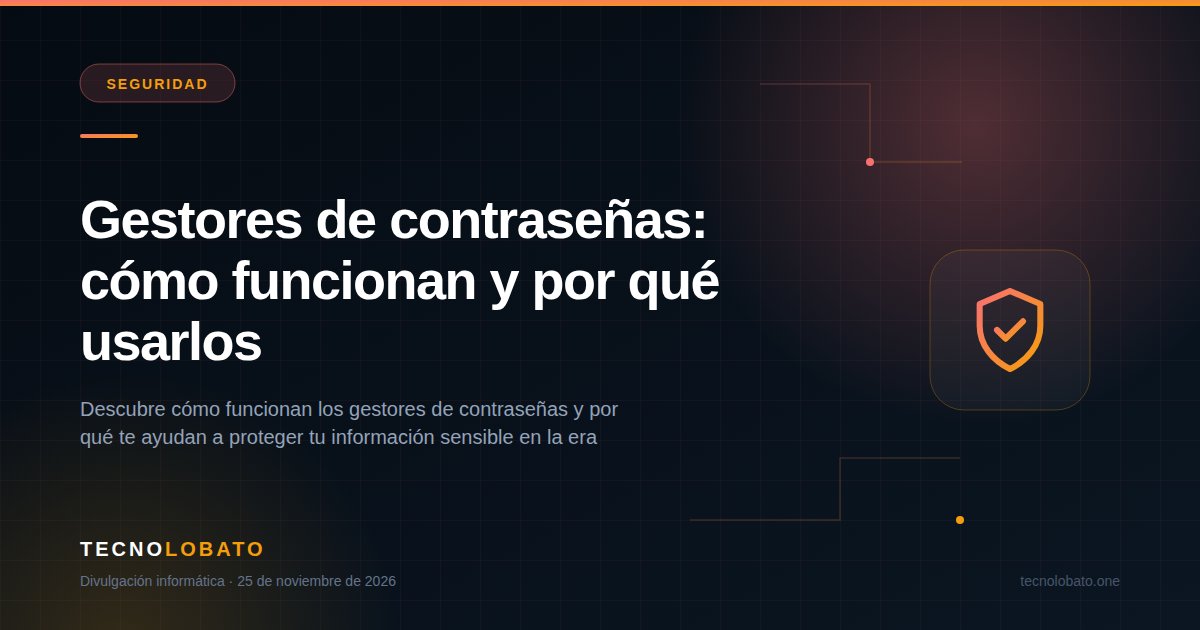 SEGURIDAD
Gestores de contraseñas:
cómo funcionan y por qué
usarlos
Descubre cómo funcionan los gestores de contraseñas y por
qué te ayudan a proteger tu información sensible en la era
TECNOLOBATO
Divulgación informática · 25 de noviembre de 2026
tecnolobato.one